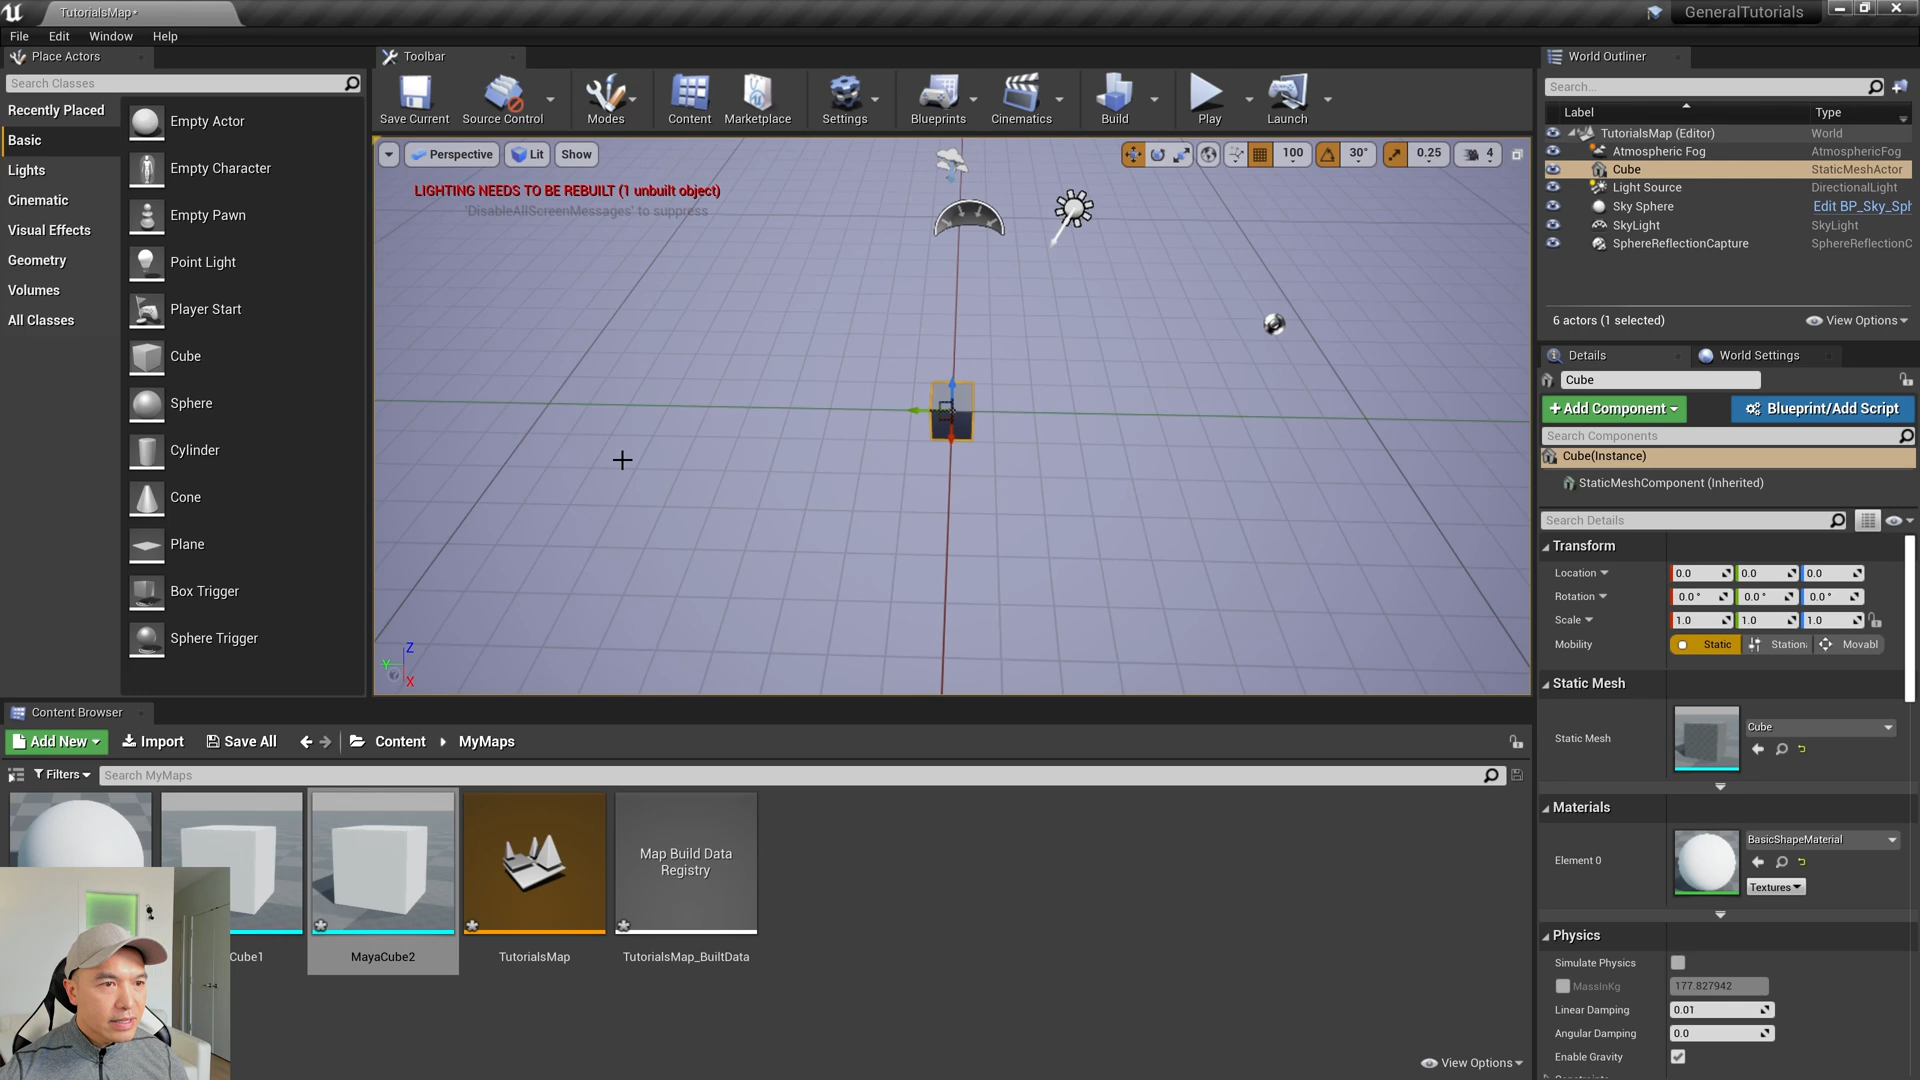 TutorialsMap•
GeneralTutorials
File Edit Window Help
Place Actors
Search Classes
Recently Placed
Basic
Lights
Cinematic
Visual Effects
Geometry
Volumes
All Classes
Empty Actor
Empty Character
Empty Pawn
Point Light
Player Start
Cube
Sphere
Cylinder
Cone
Plane
Box Trigger
Sphere Trigger
Toolbar
Save Current Source Control Modes Content Marketplace Settings Blueprints Cinematics Build Play Launch
Perspective Lit Show
100 30° 0.25 4
LIGHTING NEEDS TO BE REBUILT (1 unbuilt object)
'DisableAllScreenMessages' to suppress
Z
Y
X
World Outliner
Search...
Label Type
TutorialsMap (Editor) World
Atmospheric Fog AtmosphericFog
Cube StaticMeshActor
Light Source DirectionalLight
Sky Sphere Edit BP_Sky_Sph
SkyLight SkyLight
SphereReflectionCapture SphereReflectionC
6 actors (1 selected) View Options
Details World Settings
Cube
+ Add Component Blueprint/Add Script
Search Components
Cube(Instance)
StaticMeshComponent (Inherited)
Search Details
Transform
Location 0.0 0.0 0.0
Rotation 0.0 ° 0.0 ° 0.0 °
Scale 1.0 1.0 1.0
Mobility Static Station Movabl
Static Mesh
Static Mesh Cube
Materials
Element 0 BasicShapeMaterial
Textures
Physics
Simulate Physics
MassInKg 177.827942
Linear Damping 0.01
Angular Damping 0.0
Enable Gravity
Content Browser
Add New Import Save All Content MyMaps
Filters Search MyMaps
Map Build Data
Registry
Cube1 MayaCube2 TutorialsMap TutorialsMap_BuiltData
View Options